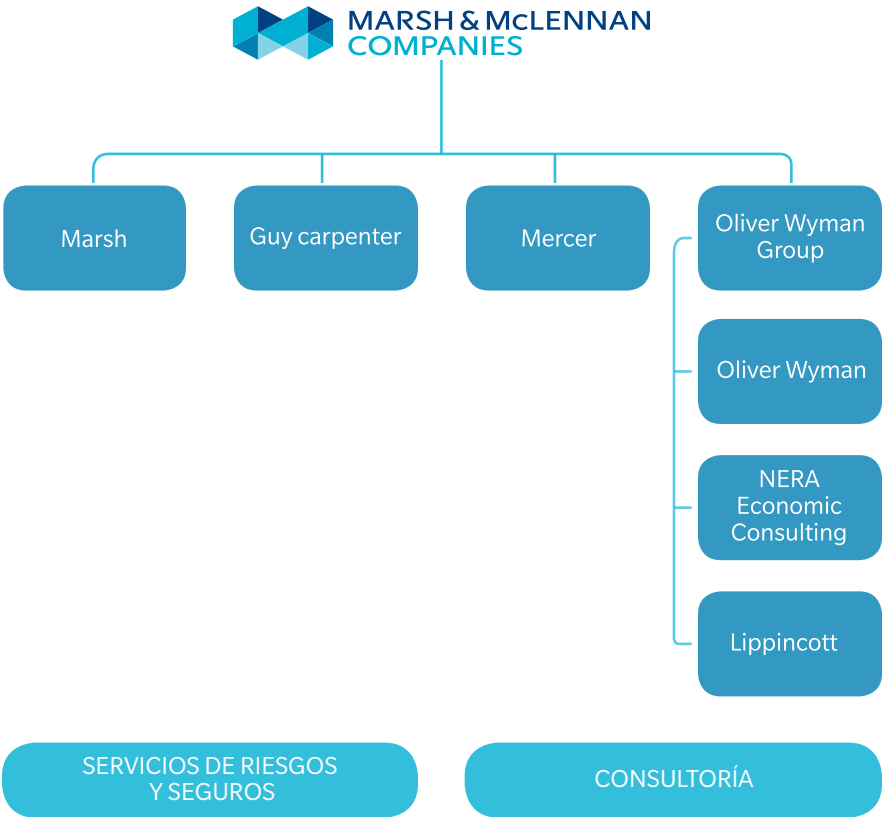 MARSH & McLENNAN
COMPANIES
Marsh
Guy carpenter
Mercer
Oliver Wyman
Group
Oliver Wyman
NERA
Economic
Consulting
Lippincott
SERVICIOS DE RIESGOS
Y SEGUROS
CONSULTORÍA